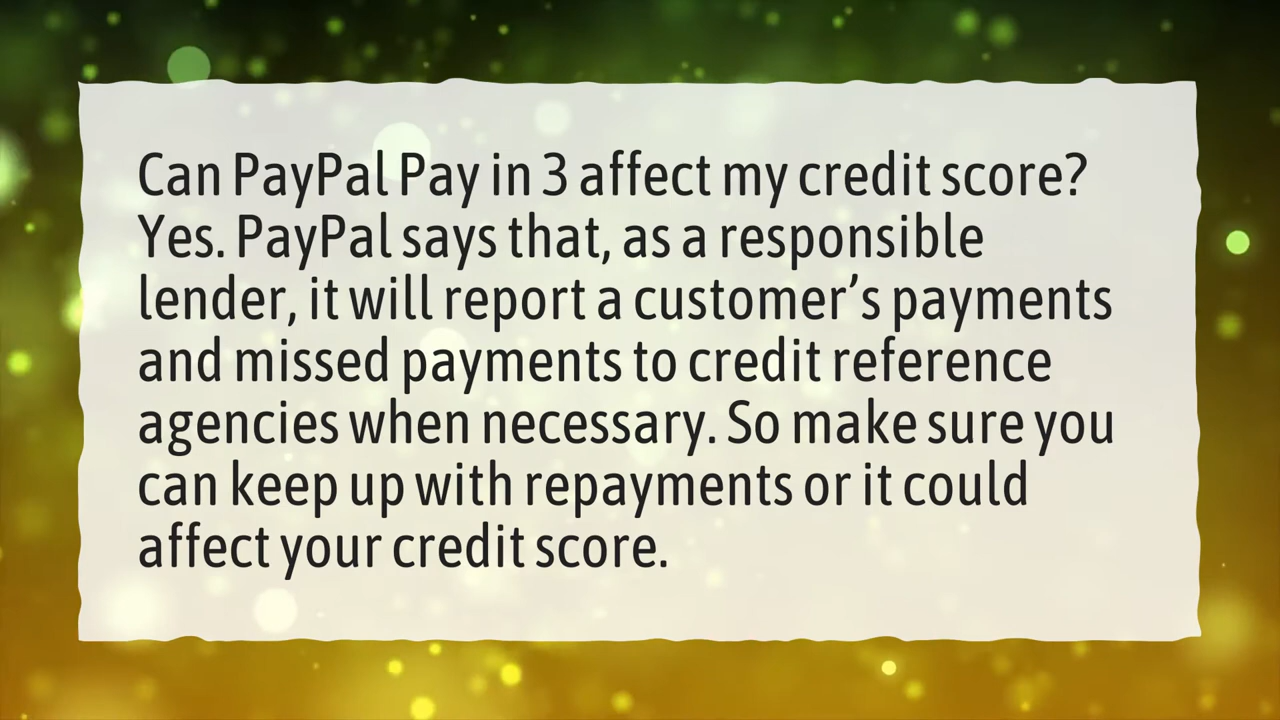 Can PayPal Pay in 3 affect my credit score?
Yes. PayPal says that, as a responsible
lender, it will report a customer’s payments
and missed payments to credit reference
agencies when necessary. So make sure you
can keep up with repayments or it could
affect your credit score.